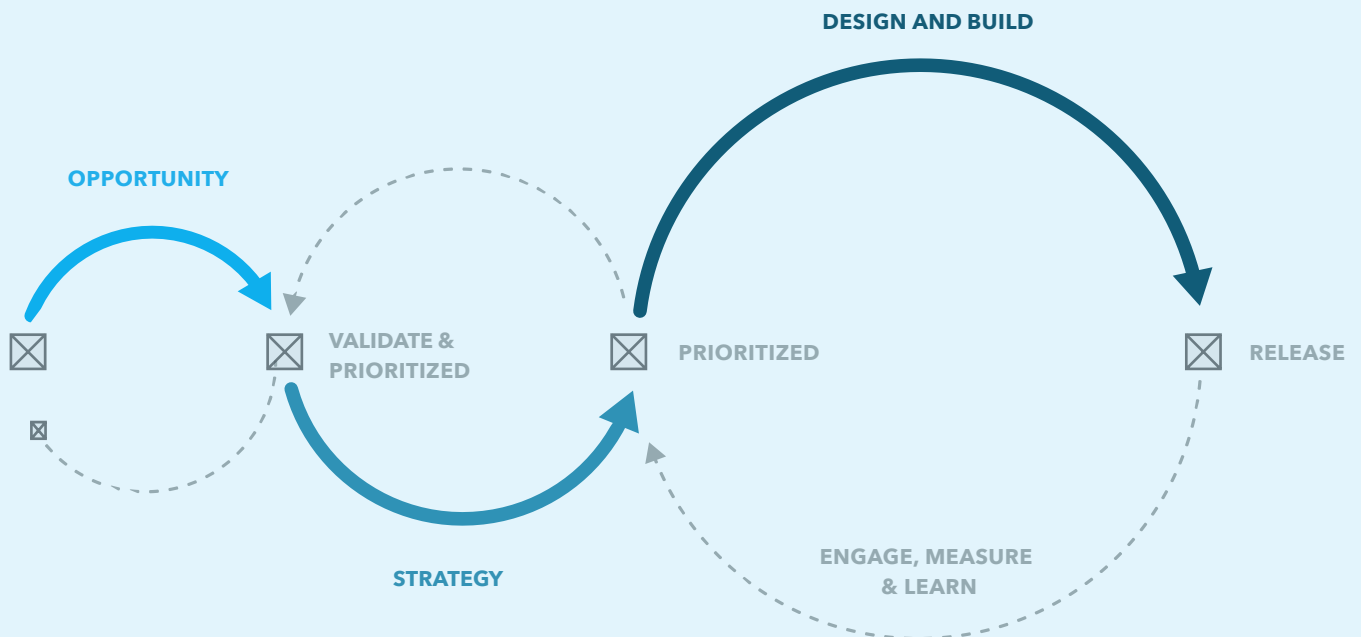 DESIGN AND BUILD
OPPORTUNITY
VALIDATE &
PRIORITIZED
PRIORITIZED
RELEASE
ENGAGE, MEASURE
& LEARN
STRATEGY